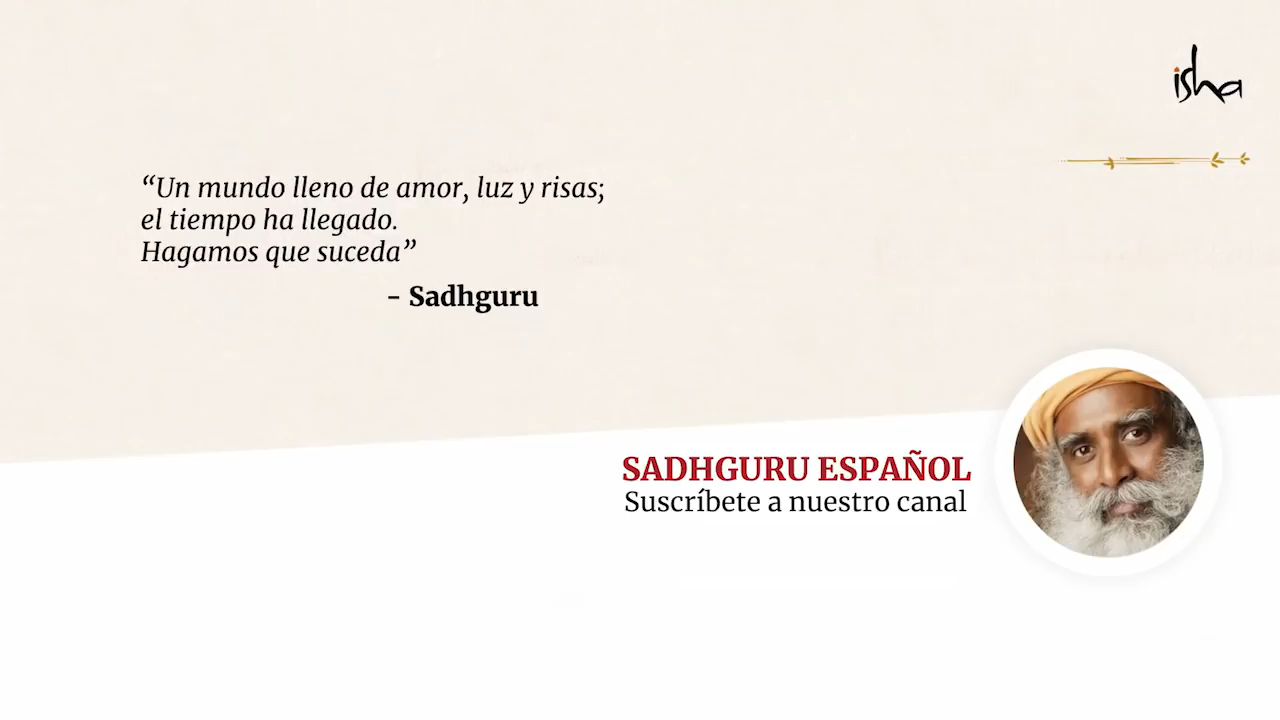 isha
“Un mundo lleno de amor, luz y risas;
el tiempo ha llegado.
Hagamos que suceda”
- Sadhguru
SADHGURU ESPAÑOL
Suscríbete a nuestro canal